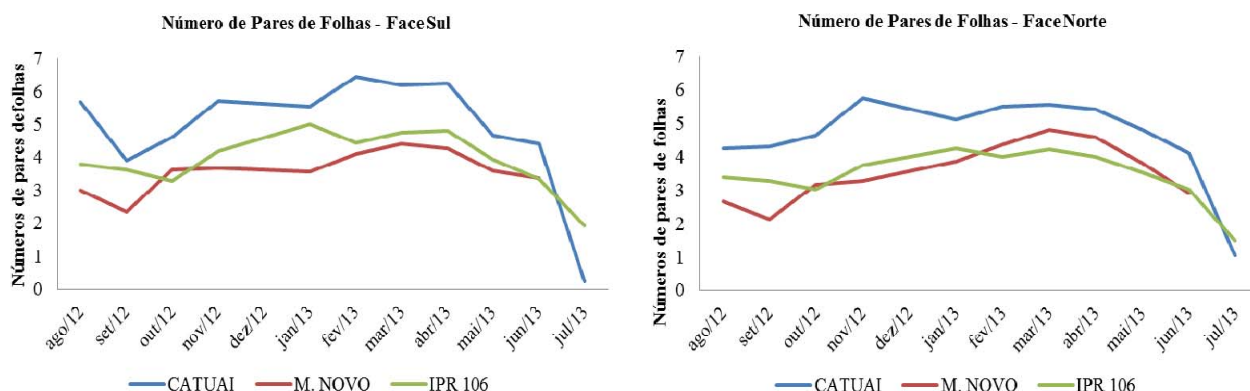 Número de Pares de Folhas - Face Sul
Números de pares defolhas
7
6
5
4
3
2
1
0
ago/12
set/12
out/12
nov/12
dez/12
jan/13
fev/13
mar/13
abr/13
mai/13
jun/13
jul/13
CATUAI
M. NOVO
IPR 106
Número de Pares de Folhas - Face Norte
Números de pares de folhas
7
6
5
4
3
2
1
0
ago/12
set/12
out/12
nov/12
dez/12
jan/13
fev/13
mar/13
abr/13
mai/13
jun/13
jul/13
CATUAI
M. NOVO
IPR 106